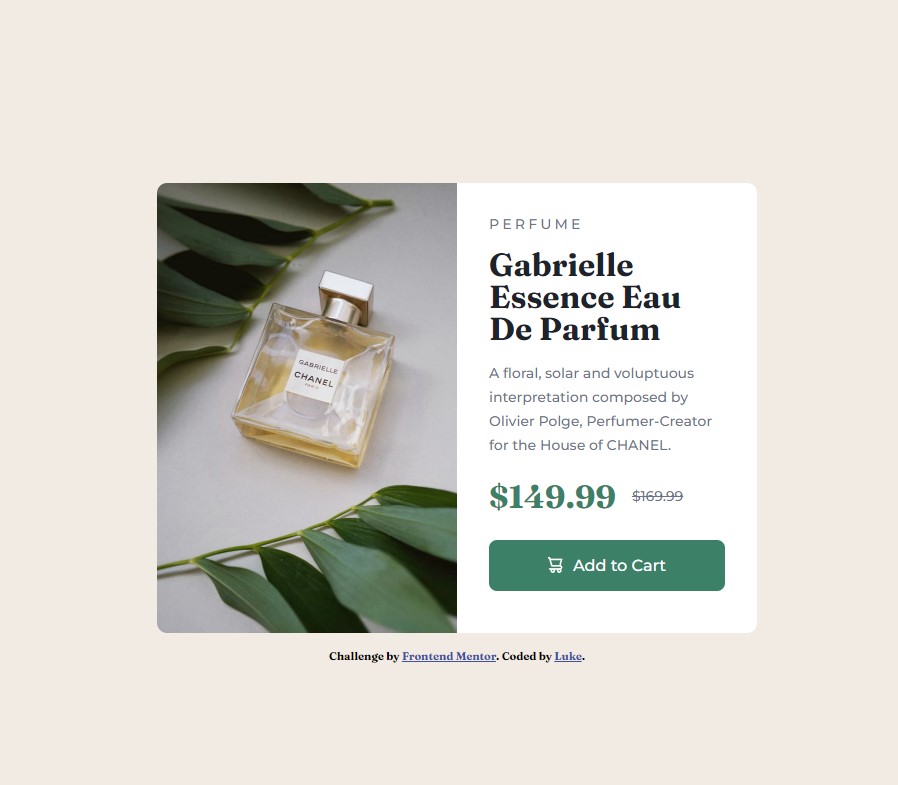 GABRIELLE
CHANEL
PARIS
PERFUME
Gabrielle
Essence Eau
De Parfum
A floral, solar and voluptuous
interpretation composed by
Olivier Polge, Perfumer-Creator
for the House of CHANEL.
$149.99 $169.99
Add to Cart
Challenge by Frontend Mentor. Coded by Luke.